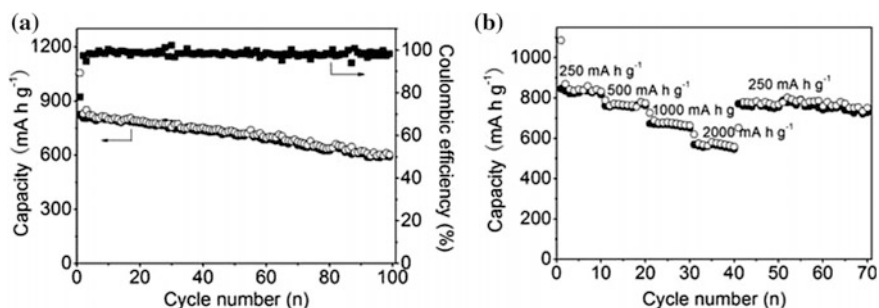 (a)
1200
900
600
300
0
Capacity (mA h g⁻¹)
0 20 40 60 80 100
Cycle number (n)
100
80
60
40
20
0
Coulombic efficiency (%)
(b)
1000
800
600
400
200
0
Capacity (mA h g⁻¹)
250 mA h g⁻¹
500 mA h g⁻¹
1000 mA h g
2000 mA h g⁻¹
250 mA h g⁻¹
0 10 20 30 40 50 60 70
Cycle number (n)